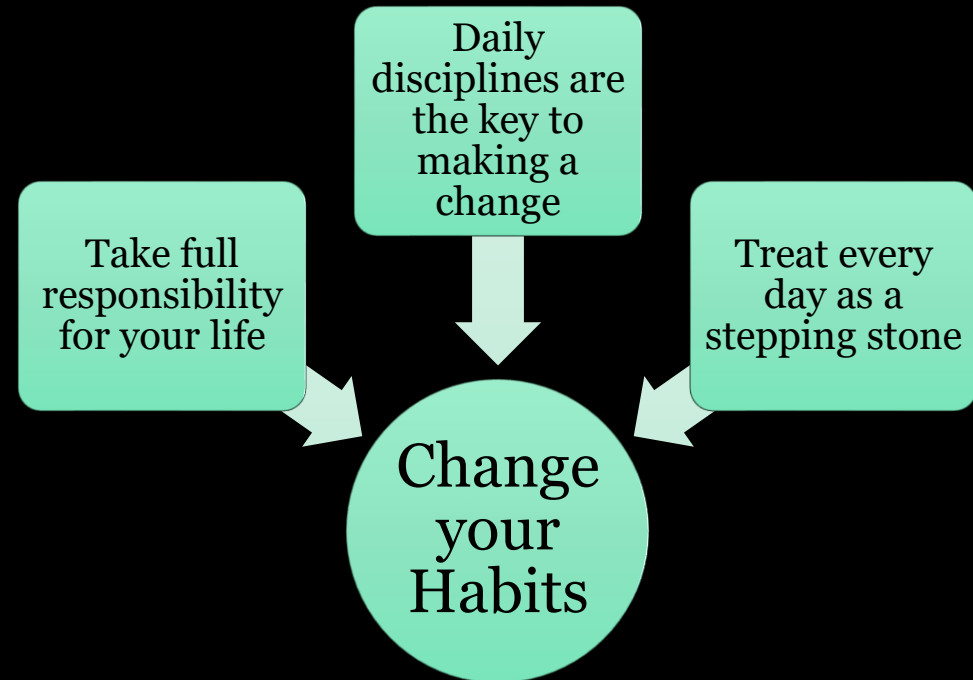 Daily
disciplines are
the key to
making a
change
Take full
responsibility
for your life
Treat every
day as a
stepping stone
Change
your
Habits